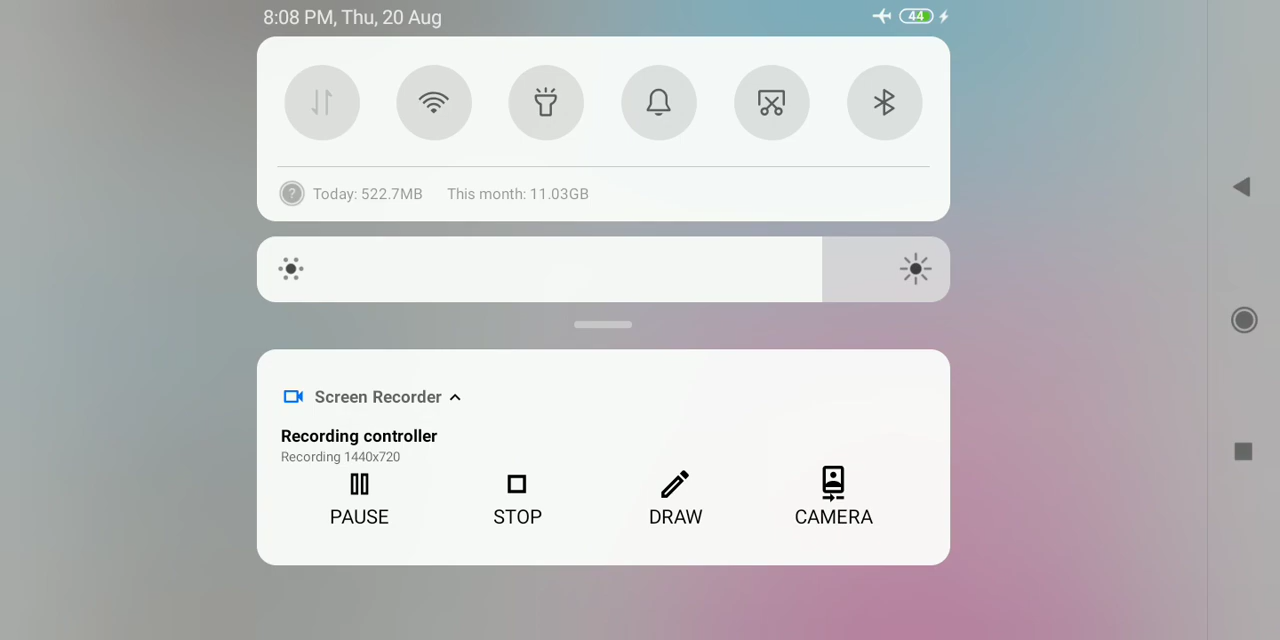 8:08 PM, Thu, 20 Aug 44
? Today: 522.7MB This month: 11.03GB
Screen Recorder
Recording controller
Recording 1440x720
PAUSE STOP DRAW CAMERA